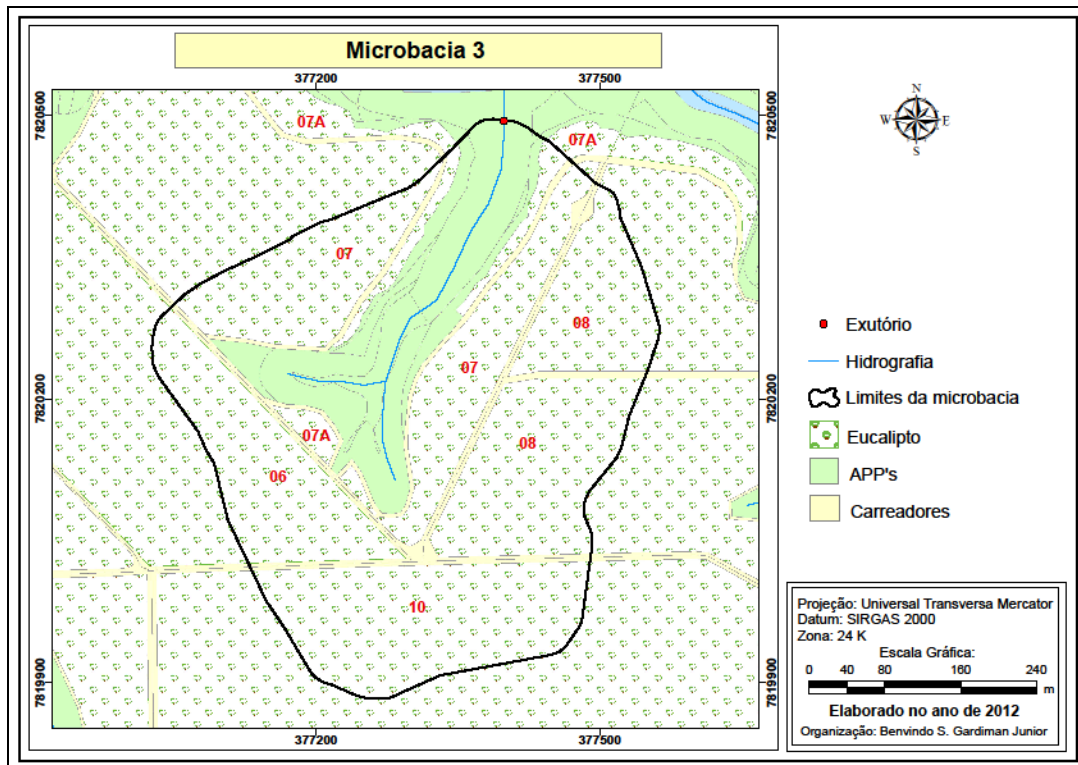 Microbacia 3
377200
377500
7820500
7820500
07A
07A
07
08
07
7820200
7820200
07A
08
06
10
7819900
7819900
377200
377500
N
W
E
S
Exutório
Hidrografia
Limites da microbacia
Eucalipto
APP's
Carreadores
Projeção: Universal Transversa Mercator
Datum: SIRGAS 2000
Zona: 24 K
Escala Gráfica:
0 40 80 160 240
m
Elaborado no ano de 2012
Organização: Benvindo S. Gardiman Junior